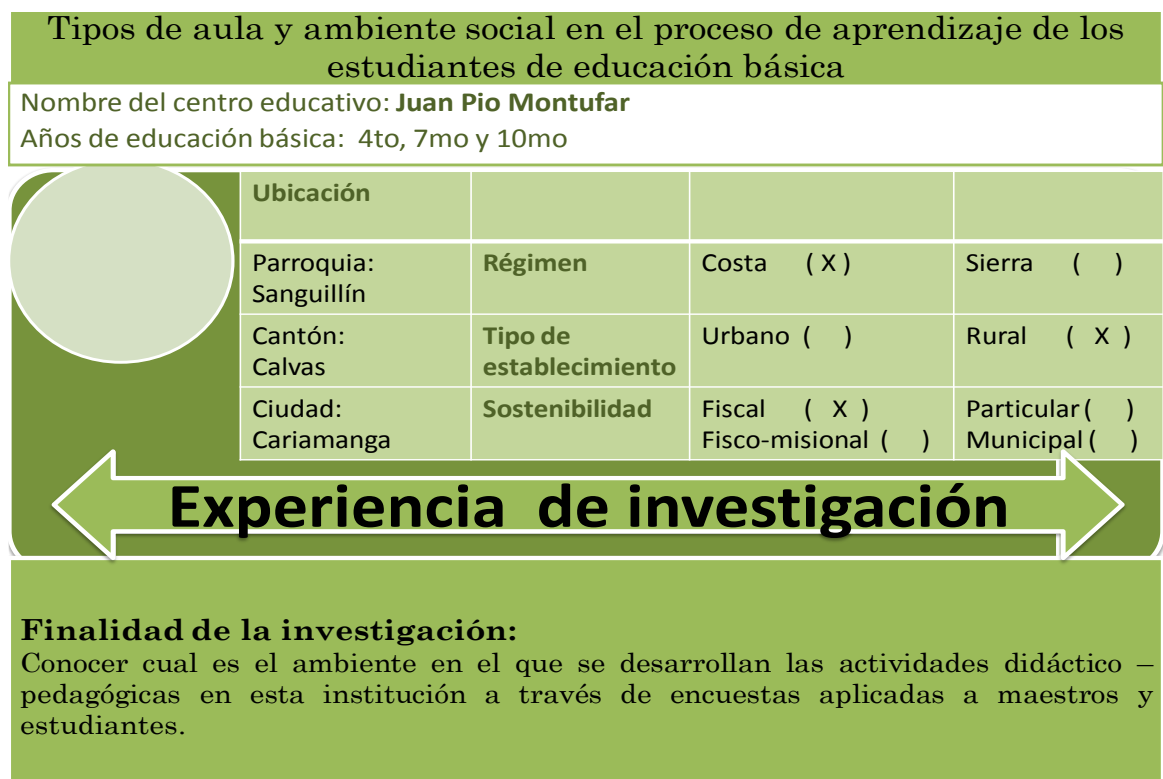 Tipos de aula y ambiente social en el proceso de aprendizaje de los
estudiantes de educación básica
Nombre del centro educativo: Juan Pio Montufar
Años de educación básica:  4to, 7mo y 10mo
Ubicación
Parroquia:
Sanguillín
Régimen
Costa ( X )
Sierra ( )
Cantón:
Calvas
Tipo de
establecimiento
Urbano ( )
Rural ( X )
Ciudad:
Cariamanga
Sostenibilidad
Fiscal ( X )
Fisco-misional ( )
Particular ( )
Municipal ( )
Experiencia de investigación
Finalidad de la investigación:
Conocer cual es el ambiente en el que se desarrollan las actividades didáctico –
pedagógicas en esta institución a través de encuestas aplicadas a maestros y
estudiantes.